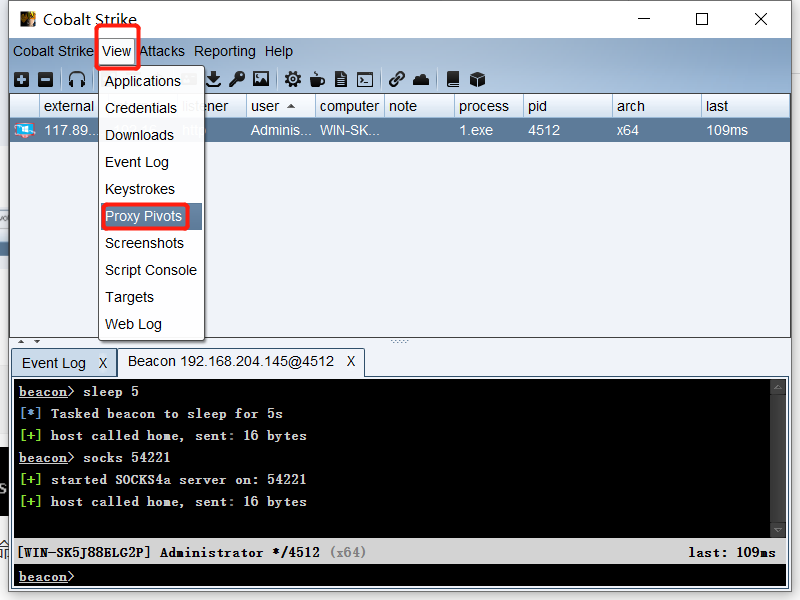 Cobalt Strike
Cobalt Strike View Attacks Reporting Help
Applications
Credentials
Downloads
Event Log
Keystrokes
Proxy Pivots
Screenshots
Script Console
Targets
Web Log
external user computer note process pid arch last
117.89... Adminis... WIN-SK... 1.exe 4512 x64 109ms
Event Log X Beacon 192.168.204.145@4512 X
beacon> sleep 5
[*] Tasked beacon to sleep for 5s
[+] host called home, sent: 16 bytes
beacon> socks 54221
[+] started SOCKS4a server on: 54221
[+] host called home, sent: 16 bytes
[WIN-SK5J88ELG2P] Administrator */4512 (x64) last: 109ms
beacon>